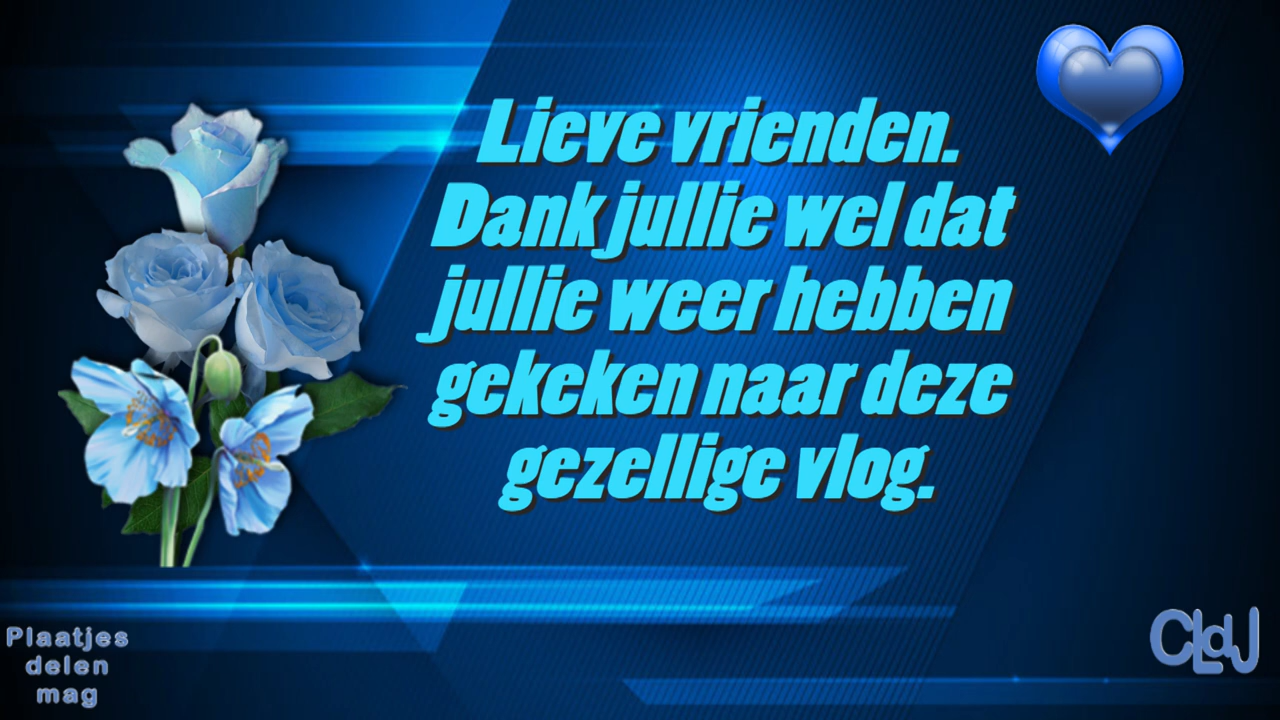 Lieve vrienden.
Dank jullie wel dat
jullie weer hebben
gekeken naar deze
gezellige vlog.
Plaatjes
delen
mag
CLdJ